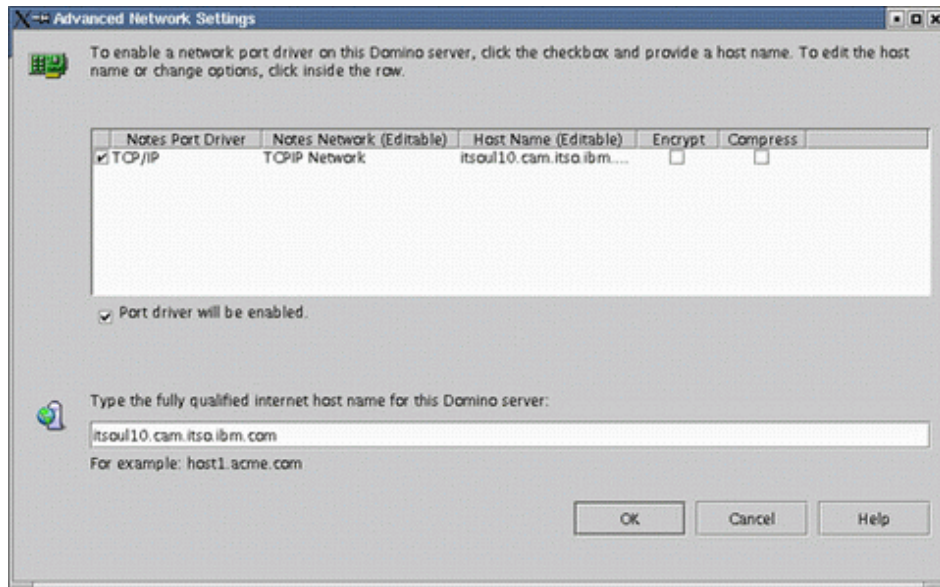 Advanced Network Settings
To enable a network port driver on this Domino server, click the checkbox and provide a host name. To edit the host
name or change options, click inside the row.
Notes Port Driver Notes Network (Editable) Host Name (Editable) Encrypt Compress
TCP/IP TCPIP Network itsoul10.cam.itso.ibm....
Port driver will be enabled.
Type the fully qualified internet host name for this Domino server:
itsoul10.cam.itso.ibm.com
For example: host1.acme.com
OK Cancel Help